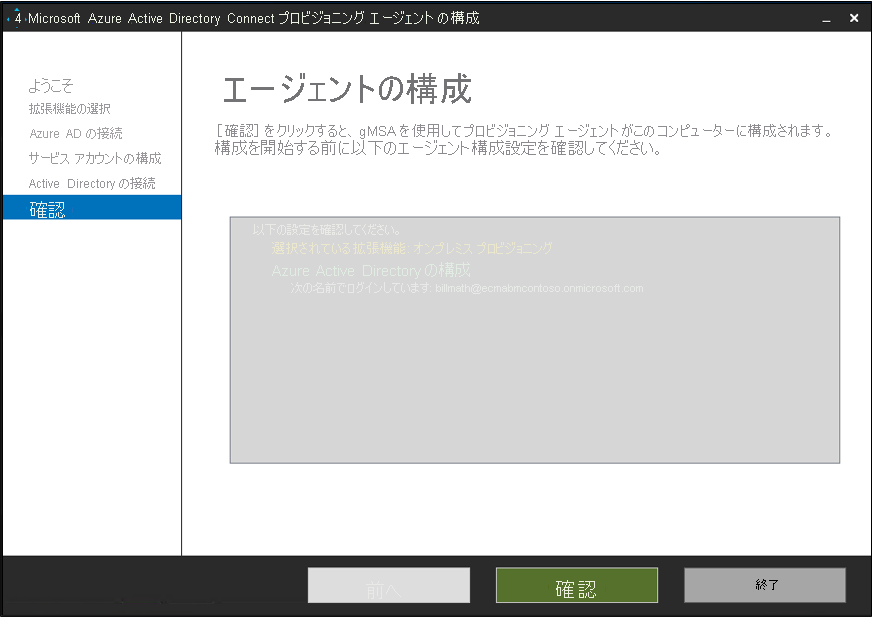 Microsoft Azure Active Directory Connect プロビジョニング エージェント の構成
ようこそ
拡張機能の選択
Azure AD の接続
サービス アカウントの構成
Active Directory の接続
確認
エージェントの構成
[確認] をクリックすると、gMSA を使用してプロビジョニング エージェントがこのコンピューターに構成されます。
構成を開始する前に以下のエージェント構成設定を確認してください。
以下の設定を確認してください。
選択されている拡張機能: オンプレミス プロビジョニング
Azure Active Directory の構成
次の名前でログインしています: billmath@ecmabmcontoso.onmicrosoft.com
前へ
確認
終了